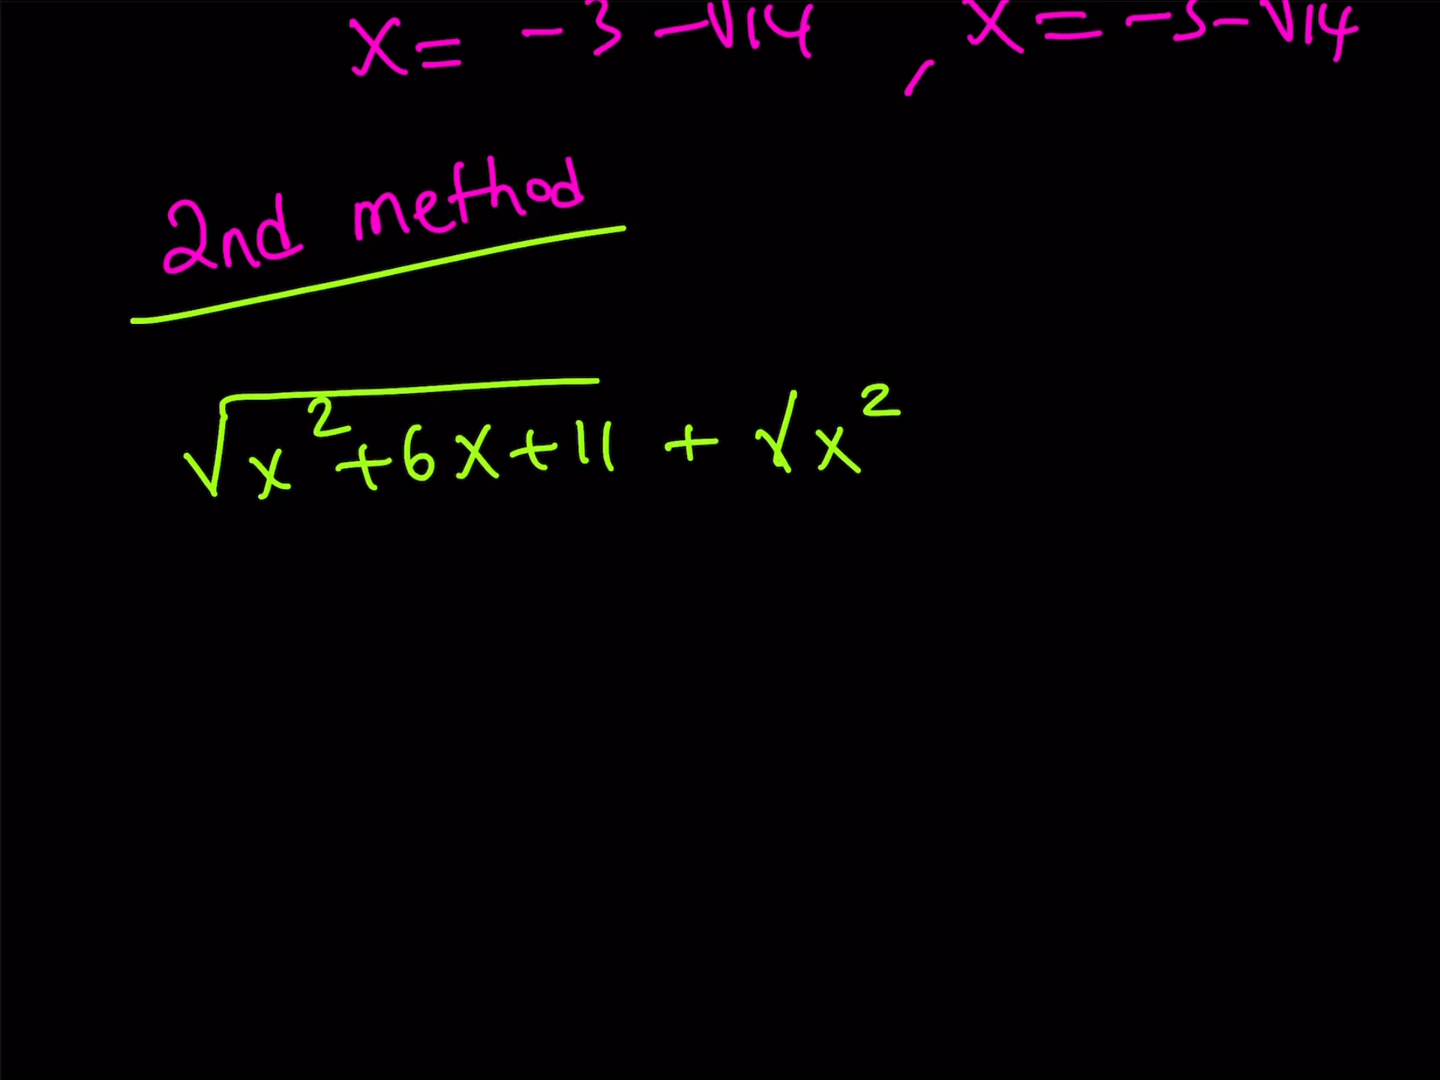 x = -3 - √14 , x = -3 - √14
2nd method
√x²+6x+11 + √x²